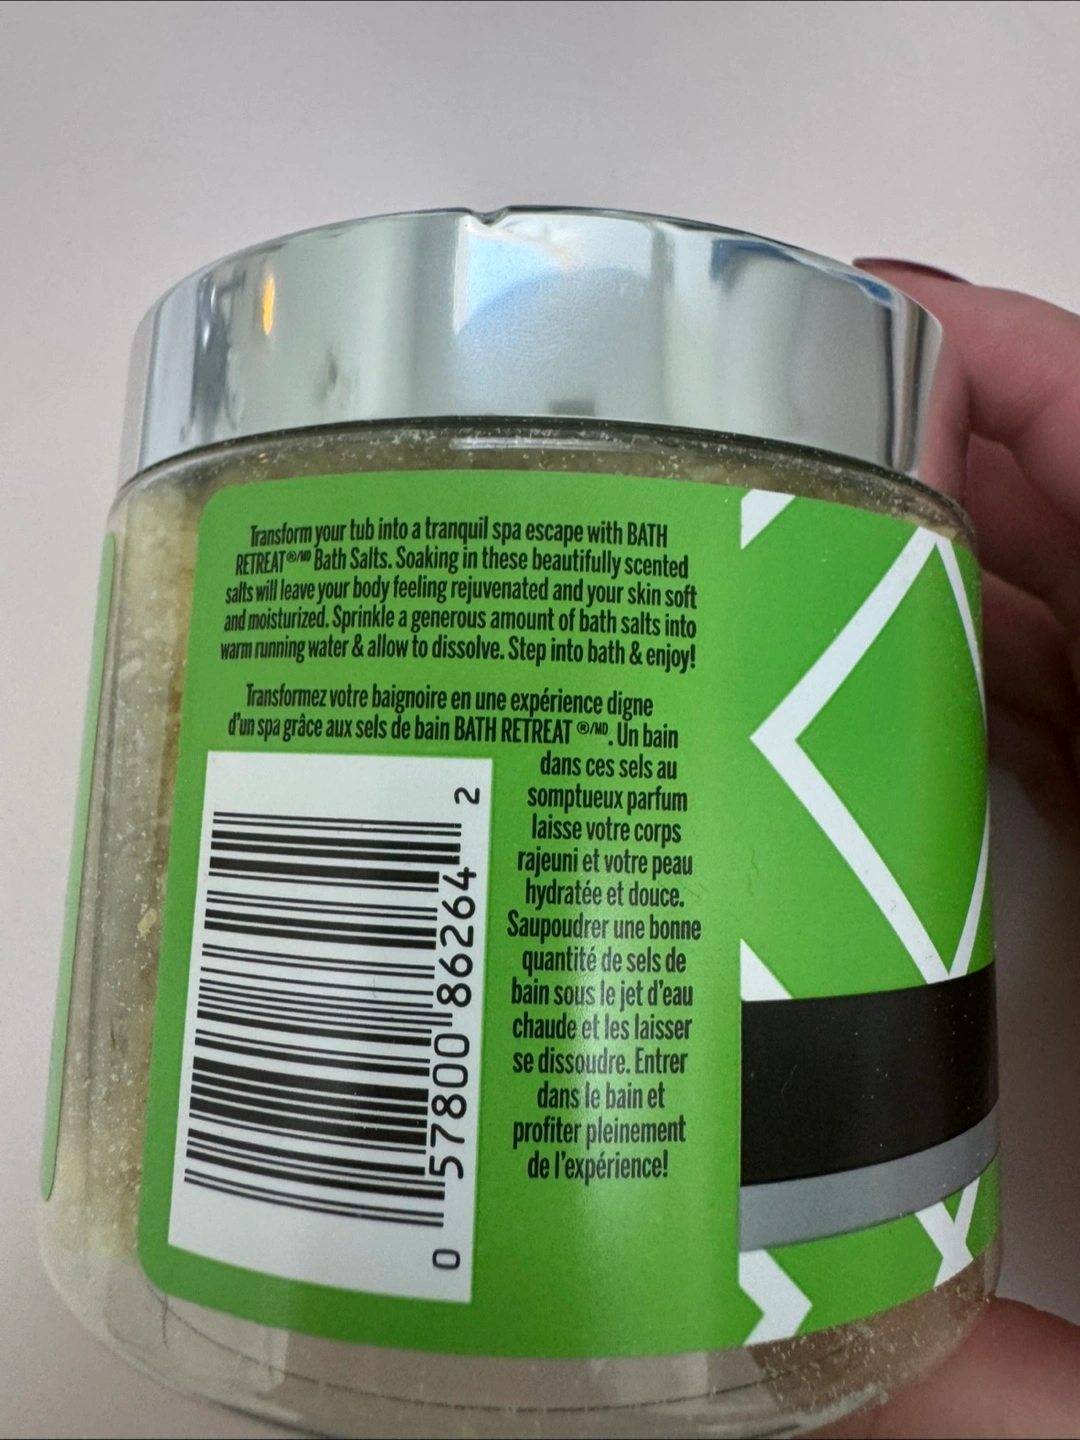 Transform your tub into a tranquil spa escape with BATH
RETREAT®/MD Bath Salts. Soaking in these beautifully scented
salts will leave your body feeling rejuvenated and your skin soft
and moisturized. Sprinkle a generous amount of bath salts into
warm running water & allow to dissolve. Step into bath & enjoy!
Transformez votre baignoire en une expérience digne
d'un spa grâce aux sels de bain BATH RETREAT ®/MD. Un bain
dans ces sels au
somptueux parfum
laisse votre corps
rajeuni et votre peau
hydratée et douce.
Saupoudrer une bonne
quantité de sels de
bain sous le jet d'eau
chaude et les laisser
se dissoudre. Entrer
dans le bain et
profiter pleinement
de l'expérience!
0 57800 86264 2